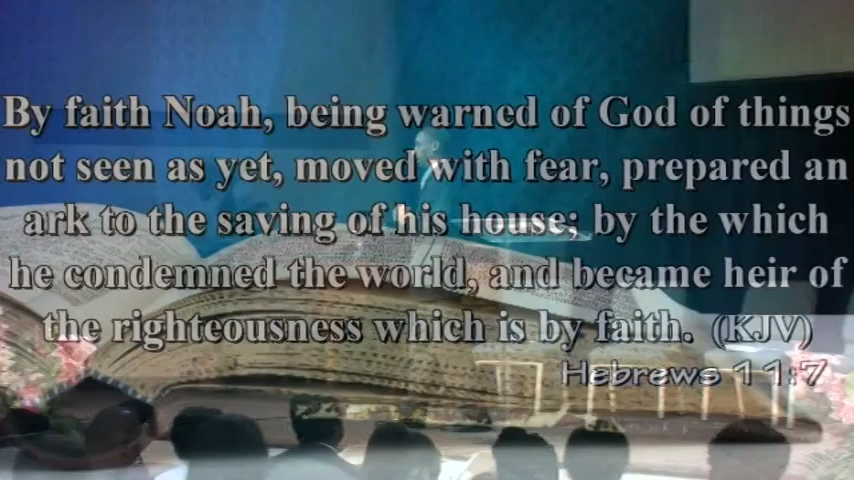 By faith Noah, being warned of God of things
not seen as yet, moved with fear, prepared an
ark to the saving of his house; by the which
he condemned the world, and became heir of
the righteousness which is by faith. (KJV)
Hebrews 11:7